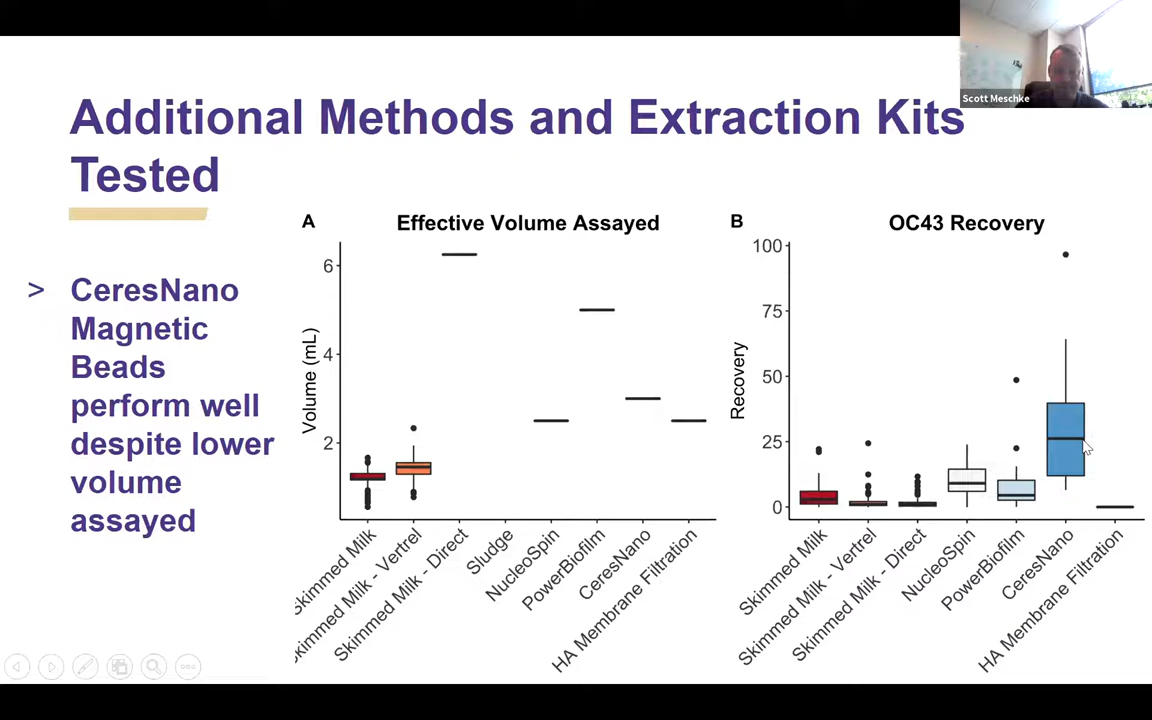 Scott Meschke
Additional Methods and Extraction Kits
Tested
> CeresNano
Magnetic
Beads
perform well
despite lower
volume
assayed
A
Effective Volume Assayed
Volume (mL)
6
4
2
Skimmed Milk
Skimmed Milk - Vertrel
Skimmed Milk - Direct
Sludge
NucleoSpin
PowerBiofilm
CeresNano
HA Membrane Filtration
B
OC43 Recovery
Recovery
100
75
50
25
0
Skimmed Milk
Skimmed Milk - Vertrel
Skimmed Milk - Direct
NucleoSpin
PowerBiofilm
CeresNano
HA Membrane Filtration